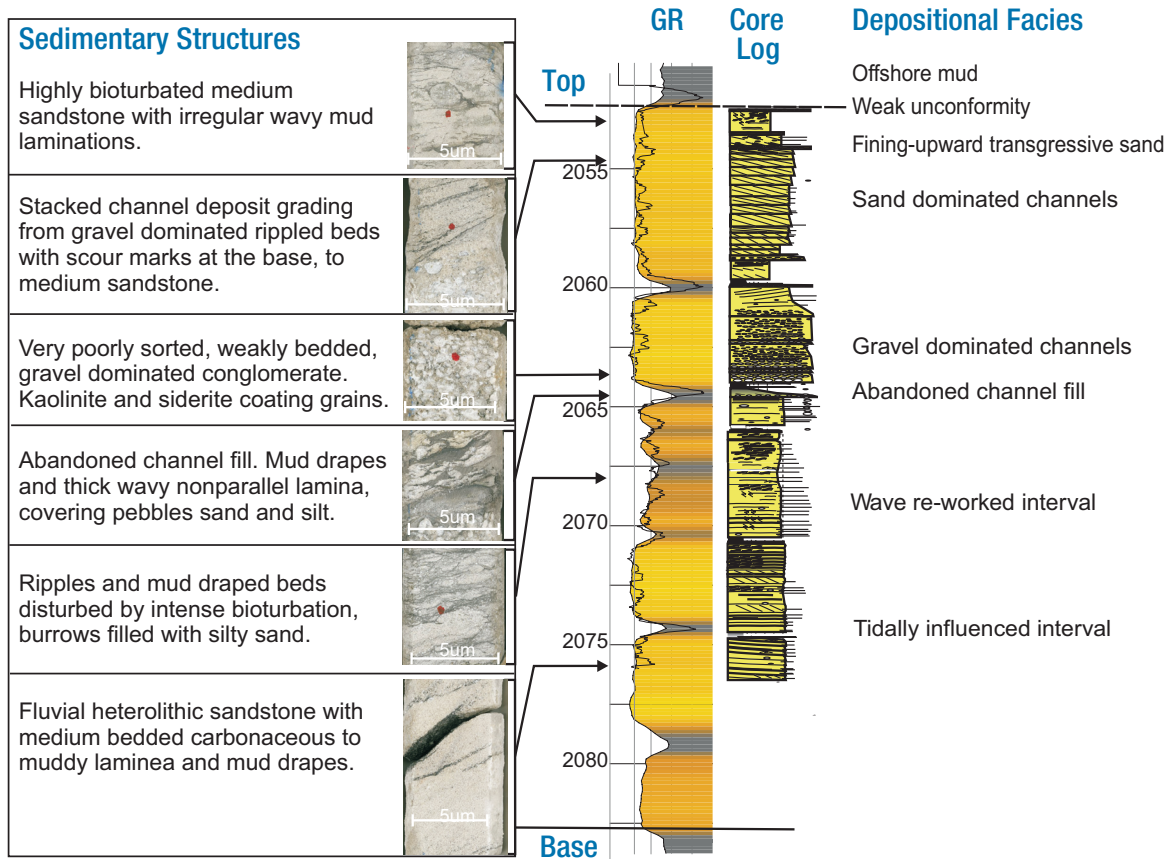 Sedimentary Structures
Highly bioturbated medium
sandstone with irregular wavy mud
laminations.
5um
Stacked channel deposit grading
from gravel dominated rippled beds
with scour marks at the base, to
medium sandstone.
5um
Very poorly sorted, weakly bedded,
gravel dominated conglomerate.
Kaolinite and siderite coating grains.
5um
Abandoned channel fill. Mud drapes
and thick wavy nonparallel lamina,
covering pebbles sand and silt.
5um
Ripples and mud draped beds
disturbed by intense bioturbation,
burrows filled with silty sand.
5um
Fluvial heterolithic sandstone with
medium bedded carbonaceous to
muddy laminea and mud drapes.
5um
GR
Top
2055
2060
2065
2070
2075
2080
Base
Core
Log
Depositional Facies
Offshore mud
Weak unconformity
Fining-upward transgressive sand
Sand dominated channels
Gravel dominated channels
Abandoned channel fill
Wave re-worked interval
Tidally influenced interval